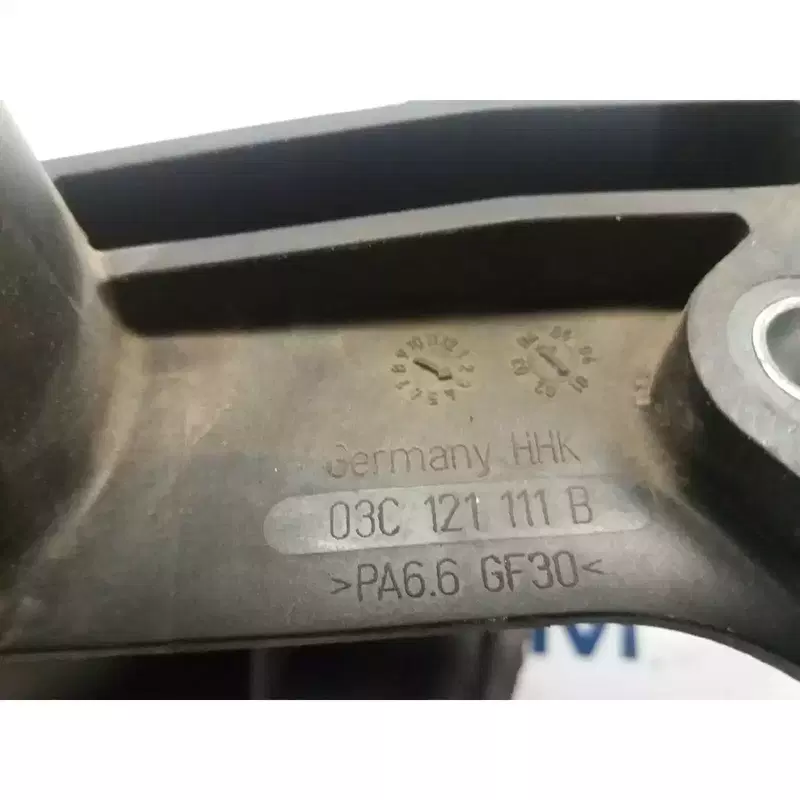 Germany HHK
03C 121 111 B
>PA6.6 GF30<
M